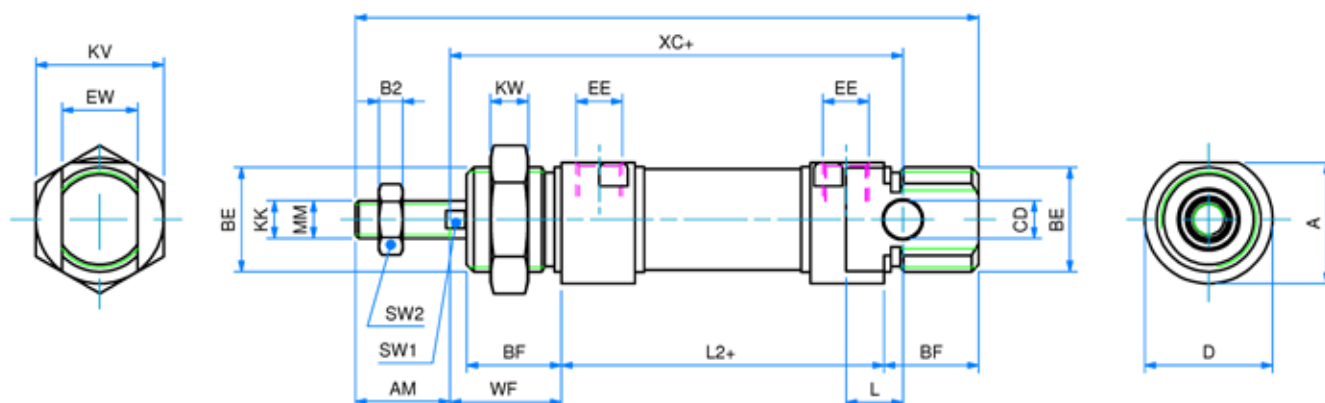 XC+
KV
B2
KW
EE
EE
EW
BE
KK
MM
CD
BE
A
SW2
SW1
BF
L2+
BF
D
AM
WF
L